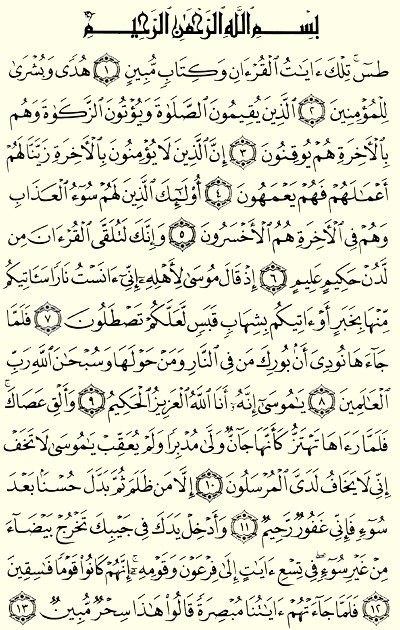 بِسْمِ ٱللَّهِ ٱلرَّحْمَٰنِ ٱلرَّحِيمِ
طسٓ ۚ تِلْكَ ءَايَٰتُ ٱلْقُرْءَانِ وَكِتَابٍ مُّبِينٍ ١ هُدًى وَبُشْرَىٰ
لِلْمُؤْمِنِينَ ٢ ٱلَّذِينَ يُقِيمُونَ ٱلصَّلَوٰةَ وَيُؤْتُونَ ٱلزَّكَوٰةَ وَهُم
بِٱلْءَاخِرَةِ هُمْ يُوقِنُونَ ٣ إِنَّ ٱلَّذِينَ لَا يُؤْمِنُونَ بِٱلْءَاخِرَةِ زَيَّنَّا لَهُمْ
أَعْمَٰلَهُمْ فَهُمْ يَعْمَهُونَ ٤ أُو۟لَٰٓئِكَ ٱلَّذِينَ لَهُمْ سُوٓءُ ٱلْعَذَابِ
وَهُمْ فِى ٱلْءَاخِرَةِ هُمُ ٱلْأَخْسَرُونَ ٥ وَإِنَّكَ لَتُلَقَّى ٱلْقُرْءَانَ مِن
لَّدُنْ حَكِيمٍ عَلِيمٍ ٦ إِذْ قَالَ مُوسَىٰ لِأَهْلِهِۦٓ إِنِّىٓ ءَانَسْتُ نَارًا سَـَٔاتِيكُم
مِّنْهَا بِخَبَرٍ أَوْ ءَاتِيكُم بِشِهَابٍ قَبَسٍ لَّعَلَّكُمْ تَصْطَلُونَ ٧ فَلَمَّا
جَآءَهَا نُودِىَ أَنۢ بُورِكَ مَن فِى ٱلنَّارِ وَمَنْ حَوْلَهَا وَسُبْحَٰنَ ٱللَّهِ رَبِّ
ٱلْعَٰلَمِينَ ٨ يَٰمُوسَىٰٓ إِنَّهُۥٓ أَنَا ٱللَّهُ ٱلْعَزِيزُ ٱلْحَكِيمُ ٩ وَأَلْقِ عَصَاكَ ۚ
فَلَمَّا رَءَاهَا تَهْتَزُّ كَأَنَّهَا جَآنٌّ وَلَّىٰ مُدْبِرًا وَلَمْ يُعَقِّبْ ۚ يَٰمُوسَىٰ لَا تَخَفْ
إِنِّى لَا يَخَافُ لَدَىَّ ٱلْمُرْسَلُونَ ١٠ إِلَّا مَن ظَلَمَ ثُمَّ بَدَّلَ حُسْنًۢا بَعْدَ
سُوٓءٍ فَإِنِّى غَفُورٌ رَّحِيمٌ ١١ وَأَدْخِلْ يَدَكَ فِى جَيْبِكَ تَخْرُجْ بَيْضَآءَ
مِنْ غَيْرِ سُوٓءٍ ۖ فِى تِسْعِ ءَايَٰتٍ إِلَىٰ فِرْعَوْنَ وَقَوْمِهِۦٓ ۚ إِنَّهُمْ كَانُوا۟ قَوْمًا فَٰسِقِينَ
١٢ فَلَمَّا جَآءَتْهُمْ ءَايَٰتُنَا مُبْصِرَةً قَالُوا۟ هَٰذَا سِحْرٌ مُّبِينٌ ١٣